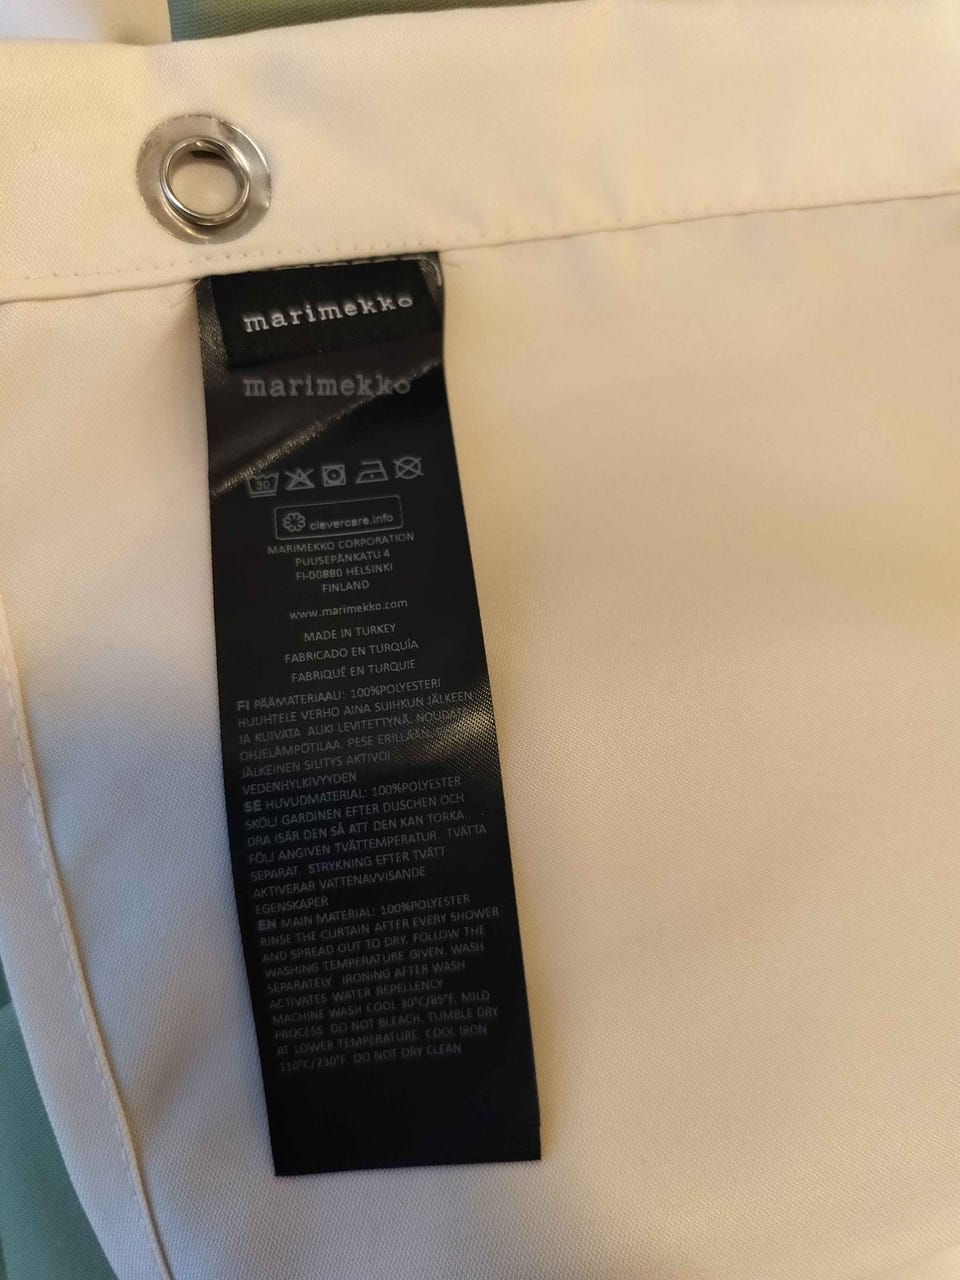 marimekko
marimekko
30
clevercare.info
MARIMEKKO CORPORATION
PUUSEPÄNKATU 4
FI-00880 HELSINKI
FINLAND
www.marimekko.com
MADE IN TURKEY
FABRICADO EN TURQUÍA
FABRIQUÉ EN TURQUIE
FI PÄÄMATERIAALI: 100%POLYESTERI
HUUHTELE VERHO AINA SUIHKUN JÄLKEEN
JA KUIVATA AUKI LEVITETTYNÄ. NOUDATA
OHJELÄMPÖTILAA. PESE ERILLÄÄN.
JÄLKEINEN SILITYS AKTIVOI
VEDENHYLKIVYYDEN
SE HUVUDMATERIAL: 100%POLYESTER
SKÖLJ GARDINEN EFTER DUSCHEN OCH
DRA ISÄR DEN SÅ ATT DEN KAN TORKA.
FÖLJ ANGIVEN TVÄTTEMPERATUR. TVÄTTA
SEPARAT. STRYKNING EFTER TVÄTT
AKTIVERAR VATTENAVVISANDE
EGENSKAPER
EN MAIN MATERIAL: 100%POLYESTER
RINSE THE CURTAIN AFTER EVERY SHOWER
AND SPREAD OUT TO DRY. FOLLOW THE
WASHING TEMPERATURE GIVEN. WASH
SEPARATELY. IRONING AFTER WASH
ACTIVATES WATER REPELLENCY
MACHINE WASH COOL 30°C/85°F. MILD
PROCESS. DO NOT BLEACH. TUMBLE DRY
AT LOWER TEMPERATURE. COOL IRON
110°C/230°F. DO NOT DRY CLEAN